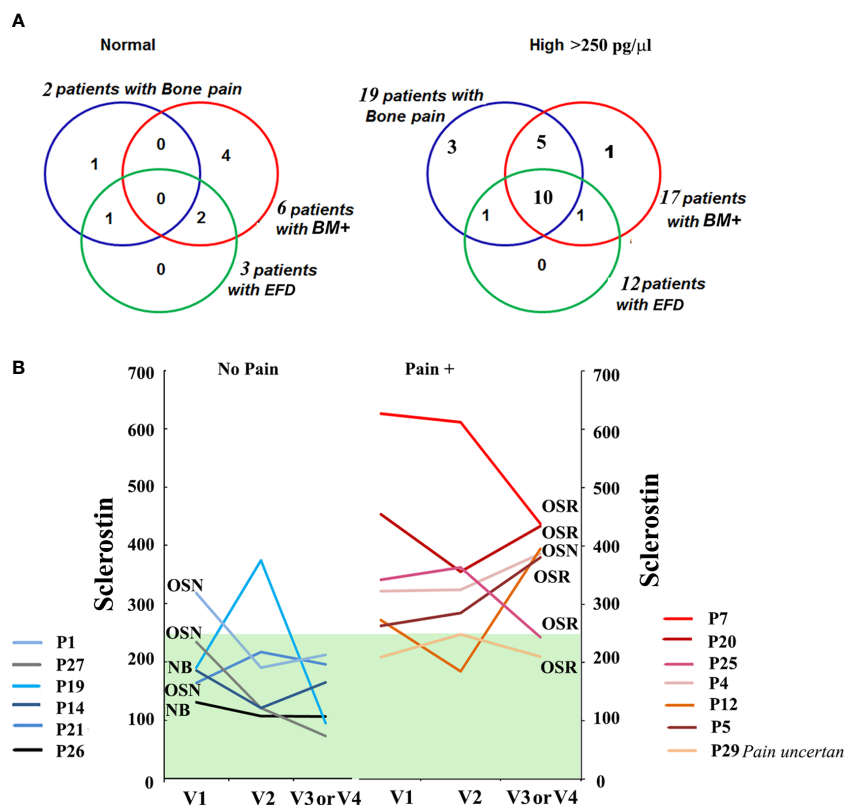 A
Normal
High >250 pg/µl
2 patients with Bone pain
19 patients with
Bone pain
0
1
4
0
1
2
0
6 patients
with BM+
3 patients
with EFD
3
5
1
10
1
1
0
17 patients
with BM+
12 patients
with EFD
B
No Pain
Pain +
700
600
500
400
300
200
100
0
Sclerostin
OSN
OSN
NB
OSN
NB
V1
V2
V3 or V4
V1
V2
V3 or V4
OSR
OSR
OSN
OSR
OSR
OSR
700
600
500
400
300
200
100
0
Sclerostin
P1
P27
P19
P14
P21
P26
P7
P20
P25
P4
P12
P5
P29 Pain uncertan